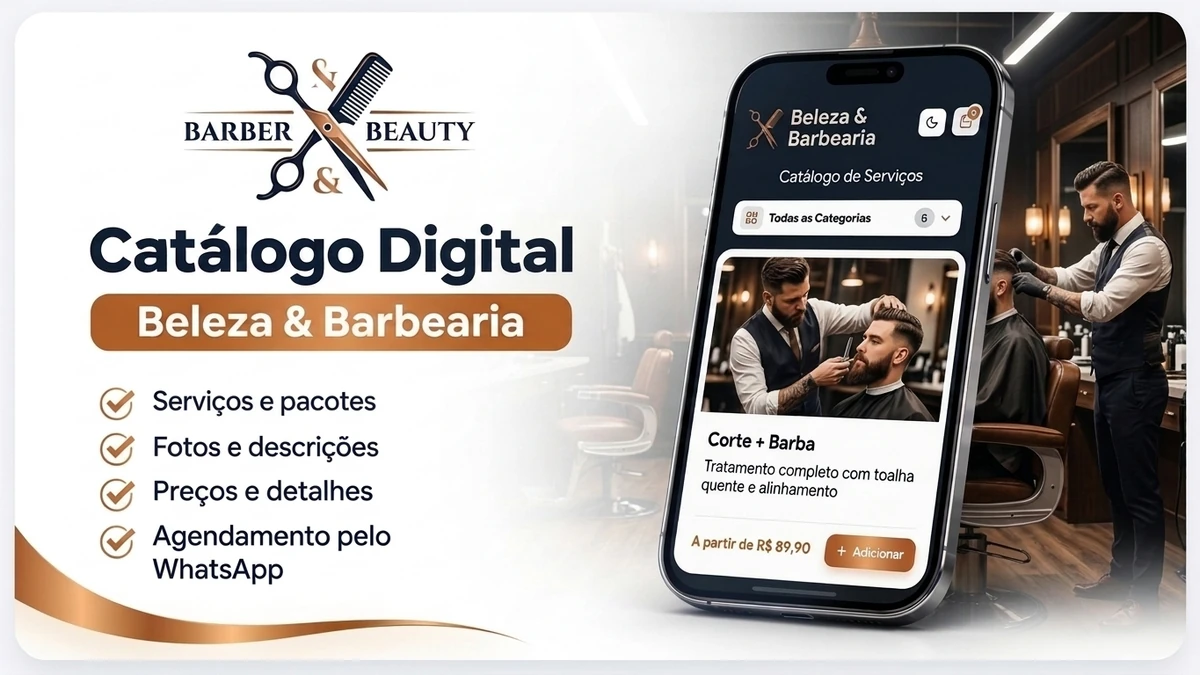 &
BARBER BEAUTY
&
Catálogo Digital
Beleza & Barbearia
Serviços e pacotes
Fotos e descrições
Preços e detalhes
Agendamento pelo
WhatsApp
Beleza &
Barbearia
0
Catálogo de Serviços
Todas as Categorias 6
Corte + Barba
Tratamento completo com toalha
quente e alinhamento
A partir de R$ 89,90
+ Adicionar